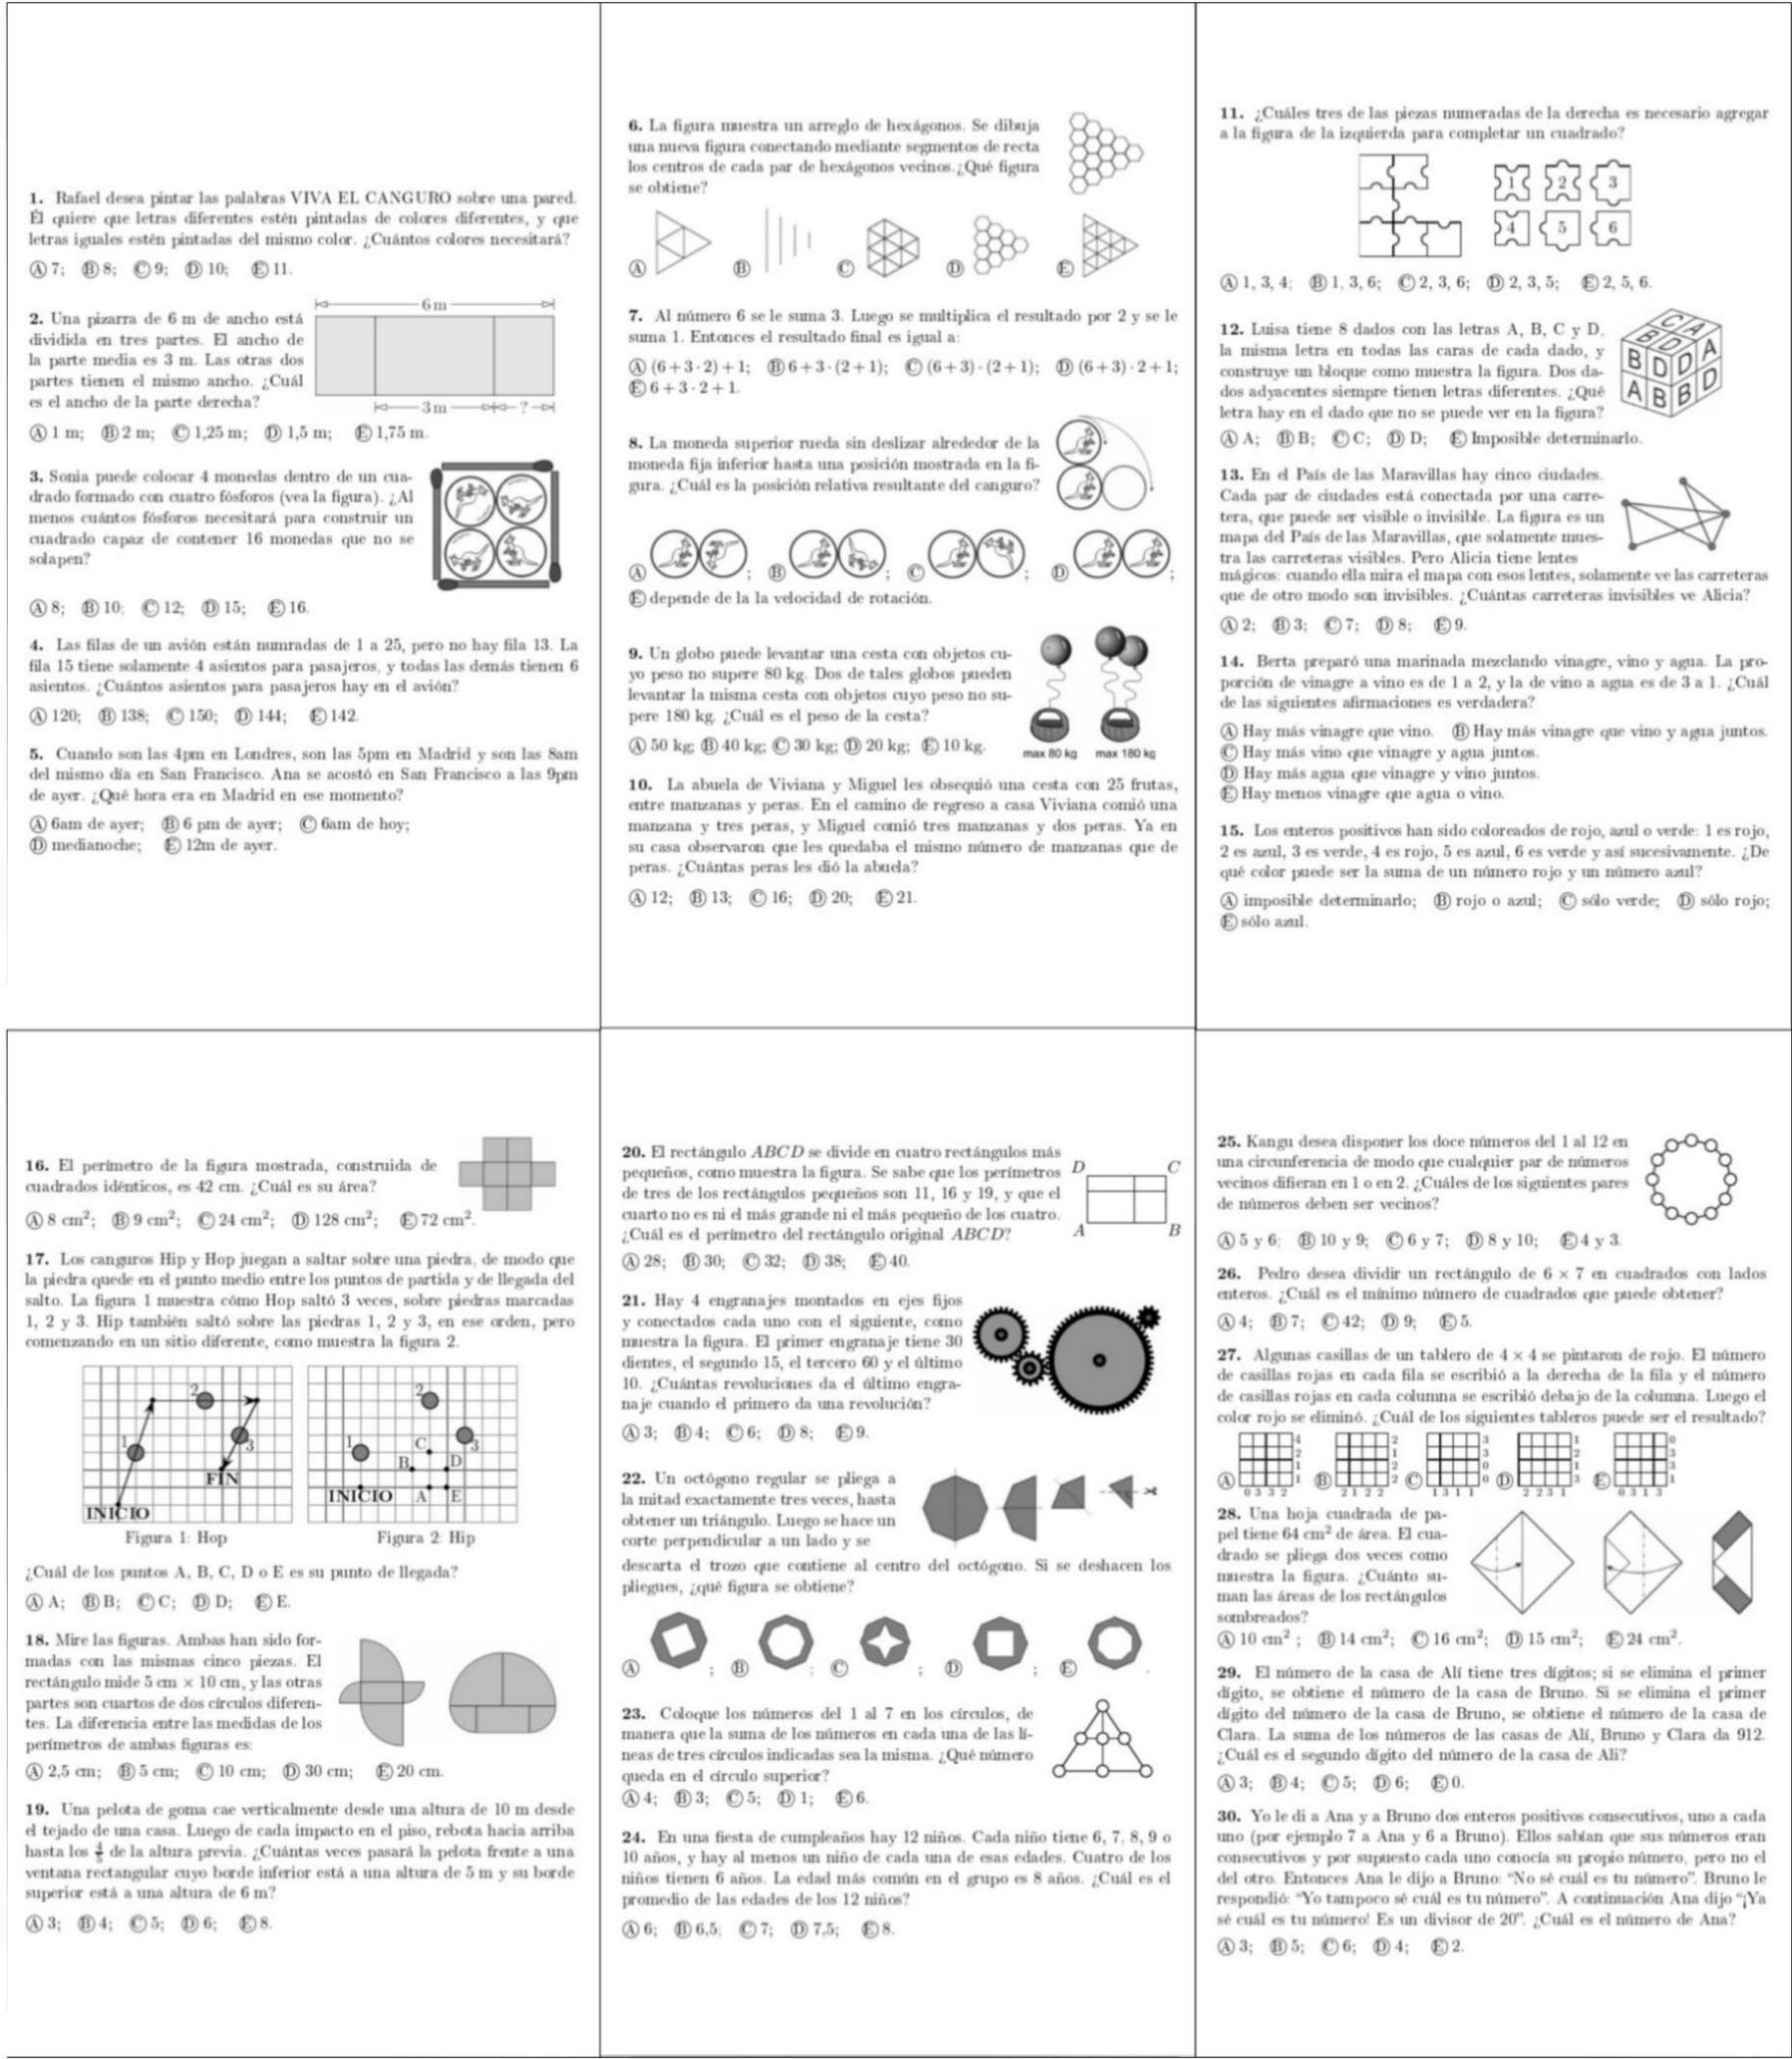 1. Rafael desea pintar las palabras VIVA EL CANGURO sobre una pared.
Él quiere que letras diferentes estén pintadas de colores diferentes, y que
letras iguales estén pintadas del mismo color. ¿Cuántos colores necesitará?
Ⓐ 7; Ⓑ 8; Ⓒ 9; Ⓓ 10; Ⓔ 11.
2. Una pizarra de 6 m de ancho está
dividida en tres partes. El ancho de
la parte media es 3 m. Las otras dos
partes tienen el mismo ancho. ¿Cuál
es el ancho de la parte derecha?
6 m
3 m
?
Ⓐ 1 m; Ⓑ 2 m; Ⓒ 1,25 m; Ⓓ 1,5 m; Ⓔ 1,75 m.
3. Sonia puede colocar 4 monedas dentro de un cua-
drado formado con cuatro fósforos (vea la figura). ¿Al
menos cuántos fósforos necesitará para construir un
cuadrado capaz de contener 16 monedas que no se
solapen?
Ⓐ 8; Ⓑ 10; Ⓒ 12; Ⓓ 15; Ⓔ 16.
4. Las filas de un avión están numradas de 1 a 25, pero no hay fila 13. La
fila 15 tiene solamente 4 asientos para pasajeros, y todas las demás tienen 6
asientos. ¿Cuántos asientos para pasajeros hay en el avión?
Ⓐ 120; Ⓑ 138; Ⓒ 150; Ⓓ 144; Ⓔ 142.
5. Cuando son las 4pm en Londres, son las 5pm en Madrid y son las 8am
del mismo día en San Francisco. Ana se acostó en San Francisco a las 9pm
de ayer. ¿Qué hora era en Madrid en ese momento?
Ⓐ 6am de ayer; Ⓑ 6 pm de ayer; Ⓒ 6am de hoy;
Ⓓ medianoche; Ⓔ 12m de ayer.
6. La figura muestra un arreglo de hexágonos. Se dibuja
una nueva figura conectando mediante segmentos de recta
los centros de cada par de hexágonos vecinos.¿Qué figura
se obtiene?
Ⓐ Ⓑ Ⓒ Ⓓ Ⓔ
7. Al número 6 se le suma 3. Luego se multiplica el resultado por 2 y se le
suma 1. Entonces el resultado final es igual a:
Ⓐ (6+3·2)+1; Ⓑ 6+3·(2+1); Ⓒ (6+3)·(2+1); Ⓓ (6+3)·2+1;
Ⓔ 6+3·2+1.
8. La moneda superior rueda sin deslizar alrededor de la
moneda fija inferior hasta una posición mostrada en la fi-
gura. ¿Cuál es la posición relativa resultante del canguro?
Ⓐ ; Ⓑ ; Ⓒ ; Ⓓ ;
Ⓔ depende de la la velocidad de rotación.
9. Un globo puede levantar una cesta con objetos cu-
yo peso no supere 80 kg. Dos de tales globos pueden
levantar la misma cesta con objetos cuyo peso no su-
pere 180 kg. ¿Cuál es el peso de la cesta?
Ⓐ 50 kg; Ⓑ 40 kg; Ⓒ 30 kg; Ⓓ 20 kg; Ⓔ 10 kg.
max 80 kg max 180 kg
10. La abuela de Viviana y Miguel les obsequió una cesta con 25 frutas,
entre manzanas y peras. En el camino de regreso a casa Viviana comió una
manzana y tres peras, y Miguel comió tres manzanas y dos peras. Ya en
su casa observaron que les quedaba el mismo número de manzanas que de
peras. ¿Cuántas peras les dió la abuela?
Ⓐ 12; Ⓑ 13; Ⓒ 16; Ⓓ 20; Ⓔ 21.
11. ¿Cuáles tres de las piezas numeradas de la derecha es necesario agregar
a la figura de la izquierda para completar un cuadrado?
1 2 3
4 5 6
Ⓐ 1, 3, 4; Ⓑ 1, 3, 6; Ⓒ 2, 3, 6; Ⓓ 2, 3, 5; Ⓔ 2, 5, 6.
12. Luisa tiene 8 dados con las letras A, B, C y D,
la misma letra en todas las caras de cada dado, y
construye un bloque como muestra la figura. Dos da-
dos adyacentes siempre tienen letras diferentes. ¿Qué
letra hay en el dado que no se puede ver en la figura?
C A
B D
B D D A
A B B D
Ⓐ A; Ⓑ B; Ⓒ C; Ⓓ D; Ⓔ Imposible determinarlo.
13. En el País de las Maravillas hay cinco ciudades.
Cada par de ciudades está conectada por una carre-
tera, que puede ser visible o invisible. La figura es un
mapa del País de las Maravillas, que solamente mues-
tra las carreteras visibles. Pero Alicia tiene lentes
mágicos: cuando ella mira el mapa con esos lentes, solamente ve las carreteras
que de otro modo son invisibles. ¿Cuántas carreteras invisibles ve Alicia?
Ⓐ 2; Ⓑ 3; Ⓒ 7; Ⓓ 8; Ⓔ 9.
14. Berta preparó una marinada mezclando vinagre, vino y agua. La pro-
porción de vinagre a vino es de 1 a 2, y la de vino a agua es de 3 a 1. ¿Cuál
de las siguientes afirmaciones es verdadera?
Ⓐ Hay más vinagre que vino. Ⓑ Hay más vinagre que vino y agua juntos.
Ⓒ Hay más vino que vinagre y agua juntos.
Ⓓ Hay más agua que vinagre y vino juntos.
Ⓔ Hay menos vinagre que agua o vino.
15. Los enteros positivos han sido coloreados de rojo, azul o verde: 1 es rojo,
2 es azul, 3 es verde, 4 es rojo, 5 es azul, 6 es verde y así sucesivamente. ¿De
qué color puede ser la suma de un número rojo y un número azul?
Ⓐ imposible determinarlo; Ⓑ rojo o azul; Ⓒ sólo verde; Ⓓ sólo rojo;
Ⓔ sólo azul.
16. El perímetro de la figura mostrada, construida de
cuadrados idénticos, es 42 cm. ¿Cuál es su área?
Ⓐ 8 cm²; Ⓑ 9 cm²; Ⓒ 24 cm²; Ⓓ 128 cm²; Ⓔ 72 cm².
17. Los canguros Hip y Hop juegan a saltar sobre una piedra, de modo que
la piedra quede en el punto medio entre los puntos de partida y de llegada del
salto. La figura 1 muestra cómo Hop saltó 3 veces, sobre piedras marcadas
1, 2 y 3. Hip también saltó sobre las piedras 1, 2 y 3, en ese orden, pero
comenzando en un sitio diferente, como muestra la figura 2.
2 2
1 3 1 C 3
FIN B D
INICIO INICIO A E
Figura 1: Hop Figura 2: Hip
¿Cuál de los puntos A, B, C, D o E es su punto de llegada?
Ⓐ A; Ⓑ B; Ⓒ C; Ⓓ D; Ⓔ E.
18. Mire las figuras. Ambas han sido for-
madas con las mismas cinco piezas. El
rectángulo mide 5 cm × 10 cm, y las otras
partes son cuartos de dos círculos diferen-
tes. La diferencia entre las medidas de los
perímetros de ambas figuras es:
Ⓐ 2,5 cm; Ⓑ 5 cm; Ⓒ 10 cm; Ⓓ 30 cm; Ⓔ 20 cm.
19. Una pelota de goma cae verticalmente desde una altura de 10 m desde
el tejado de una casa. Luego de cada impacto en el piso, rebota hacia arriba
hasta los 4/5 de la altura previa. ¿Cuántas veces pasará la pelota frente a una
ventana rectangular cuyo borde inferior está a una altura de 5 m y su borde
superior está a una altura de 6 m?
Ⓐ 3; Ⓑ 4; Ⓒ 5; Ⓓ 6; Ⓔ 8.
20. El rectángulo ABCD se divide en cuatro rectángulos más
pequeños, como muestra la figura. Se sabe que los perímetros
de tres de los rectángulos pequeños son 11, 16 y 19, y que el
cuarto no es ni el más grande ni el más pequeño de los cuatro.
¿Cuál es el perímetro del rectángulo original ABCD?
D C
A B
Ⓐ 28; Ⓑ 30; Ⓒ 32; Ⓓ 38; Ⓔ 40.
21. Hay 4 engranajes montados en ejes fijos
y conectados cada uno con el siguiente, como
muestra la figura. El primer engranaje tiene 30
dientes, el segundo 15, el tercero 60 y el último
10. ¿Cuántas revoluciones da el último engra-
naje cuando el primero da una revolución?
Ⓐ 3; Ⓑ 4; Ⓒ 6; Ⓓ 8; Ⓔ 9.
22. Un octógono regular se pliega a
la mitad exactamente tres veces, hasta
obtener un triángulo. Luego se hace un
corte perpendicular a un lado y se
descarta el trozo que contiene al centro del octógono. Si se deshacen los
pliegues, ¿qué figura se obtiene?
Ⓐ ; Ⓑ ; Ⓒ ; Ⓓ ; Ⓔ .
23. Coloque los números del 1 al 7 en los círculos, de
manera que la suma de los números en cada una de las lí-
neas de tres círculos indicadas sea la misma. ¿Qué número
queda en el círculo superior?
Ⓐ 4; Ⓑ 3; Ⓒ 5; Ⓓ 1; Ⓔ 6.
24. En una fiesta de cumpleaños hay 12 niños. Cada niño tiene 6, 7, 8, 9 o
10 años, y hay al menos un niño de cada una de esas edades. Cuatro de los
niños tienen 6 años. La edad más común en el grupo es 8 años. ¿Cuál es el
promedio de las edades de los 12 niños?
Ⓐ 6; Ⓑ 6,5; Ⓒ 7; Ⓓ 7,5; Ⓔ 8.
25. Kangu desea disponer los doce números del 1 al 12 en
una circunferencia de modo que cualquier par de números
vecinos difieran en 1 o en 2. ¿Cuáles de los siguientes pares
de números deben ser vecinos?
Ⓐ 5 y 6; Ⓑ 10 y 9; Ⓒ 6 y 7; Ⓓ 8 y 10; Ⓔ 4 y 3.
26. Pedro desea dividir un rectángulo de 6 × 7 en cuadrados con lados
enteros. ¿Cuál es el mínimo número de cuadrados que puede obtener?
Ⓐ 4; Ⓑ 7; Ⓒ 42; Ⓓ 9; Ⓔ 5.
27. Algunas casillas de un tablero de 4 × 4 se pintaron de rojo. El número
de casillas rojas en cada fila se escribió a la derecha de la fila y el número
de casillas rojas en cada columna se escribió debajo de la columna. Luego el
color rojo se eliminó. ¿Cuál de los siguientes tableros puede ser el resultado?
4 2 3 1 0
2 1 3 2 3
1 2 0 1 3
Ⓐ 1 Ⓑ 2 Ⓒ 0 Ⓓ 3 Ⓔ 1
0 3 3 2 2 1 2 2 1 3 1 1 2 2 3 1 0 3 1 3
28. Una hoja cuadrada de pa-
pel tiene 64 cm² de área. El cua-
drado se pliega dos veces como
muestra la figura. ¿Cuánto su-
man las áreas de los rectángulos
sombreados?
Ⓐ 10 cm² ; Ⓑ 14 cm²; Ⓒ 16 cm²; Ⓓ 15 cm²; Ⓔ 24 cm².
29. El número de la casa de Alí tiene tres dígitos; si se elimina el primer
dígito, se obtiene el número de la casa de Bruno. Si se elimina el primer
dígito del número de la casa de Bruno, se obtiene el número de la casa de
Clara. La suma de los números de las casas de Alí, Bruno y Clara da 912.
¿Cuál es el segundo dígito del número de la casa de Alí?
Ⓐ 3; Ⓑ 4; Ⓒ 5; Ⓓ 6; Ⓔ 0.
30. Yo le di a Ana y a Bruno dos enteros positivos consecutivos, uno a cada
uno (por ejemplo 7 a Ana y 6 a Bruno). Ellos sabían que sus números eran
consecutivos y por supuesto cada uno conocía su propio número, pero no el
del otro. Entonces Ana le dijo a Bruno: “No sé cuál es tu número”. Bruno le
respondió: “Yo tampoco sé cuál es tu número”. A continuación Ana dijo “¡Ya
sé cuál es tu número! Es un divisor de 20”. ¿Cuál es el número de Ana?
Ⓐ 3; Ⓑ 5; Ⓒ 6; Ⓓ 4; Ⓔ 2.